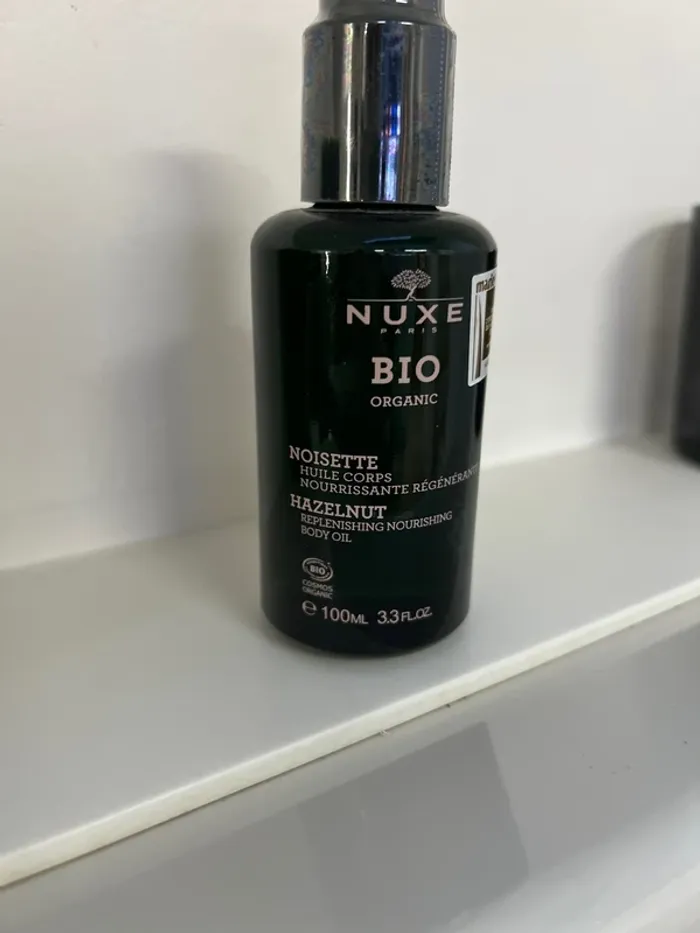 NUXE
PARIS
BIO
ORGANIC
NOISETTE
HUILE CORPS
NOURRISSANTE RÉGÉNÉRANT
HAZELNUT
REPLENISHING NOURISHING
BODY OIL
BIO
COSMOS
ORGANIC
℮ 100ML 3.3 FL.OZ.